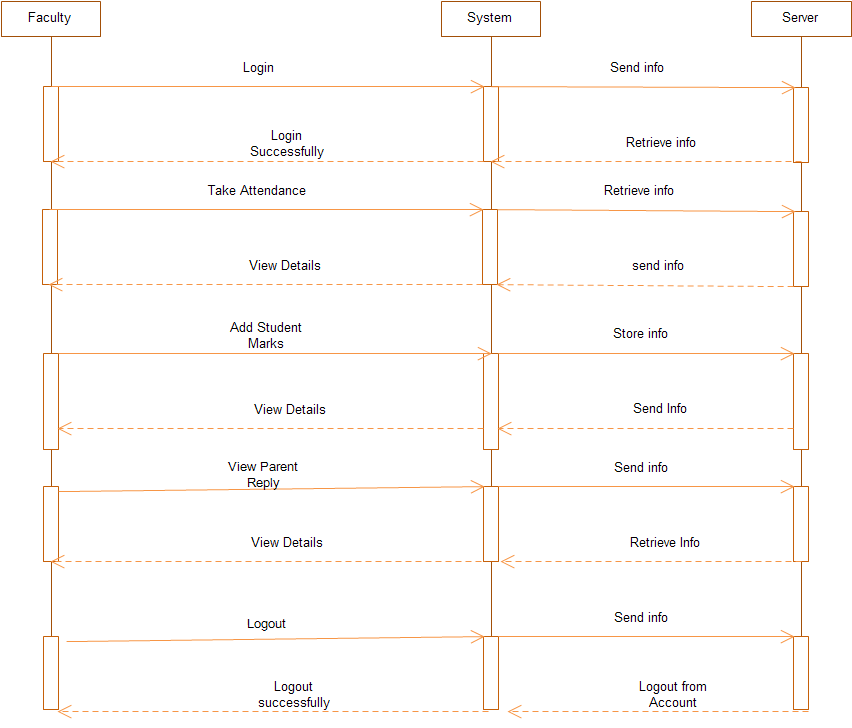 Faculty
System
Server
Login
Send info
Login
Successfully
Retrieve info
Take Attendance
Retrieve info
View Details
send info
Add Student
Marks
Store info
View Details
Send Info
View Parent
Reply
Send info
View Details
Retrieve Info
Logout
Send info
Logout
successfully
Logout from
Account